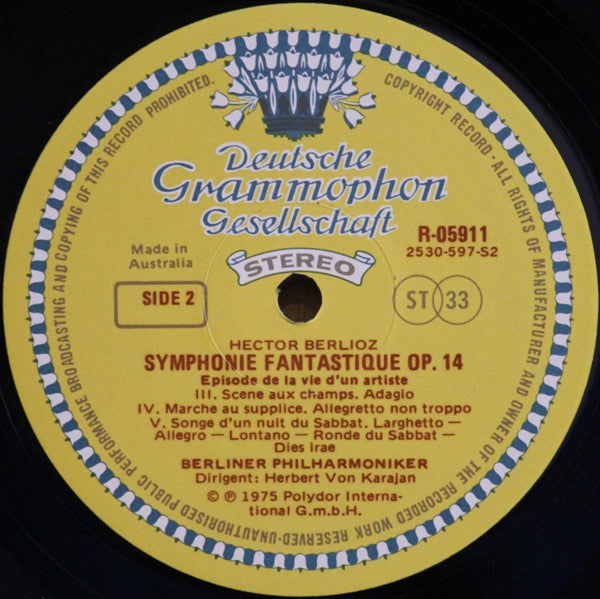 COPYRIGHT RECORD · ALL RIGHTS OF MANUFACTURER AND OWNER OF THE RECORDED WORK RESERVED-UNAUTHORISED PUBLIC PERFORMANCE BROADCASTING AND COPYING OF THIS RECORD PROHIBITED.
Deutsche
Grammophon
Gesellschaft
R-05911
2530-597-S2
Made in
Australia
STEREO
SIDE 2
ST 33
HECTOR BERLIOZ
SYMPHONIE FANTASTIQUE OP. 14
Episode de la vie d'un artiste
III. Scene aux champs. Adagio
IV. Marche au supplice. Allegretto non troppo
V. Songe d'un nuit du Sabbat. Larghetto —
Allegro — Lontano — Ronde du Sabbat —
Dies irae
BERLINER PHILHARMONIKER
Dirigent: Herbert Von Karajan
© ℗ 1975 Polydor Interna-
tional G.m.b.H.